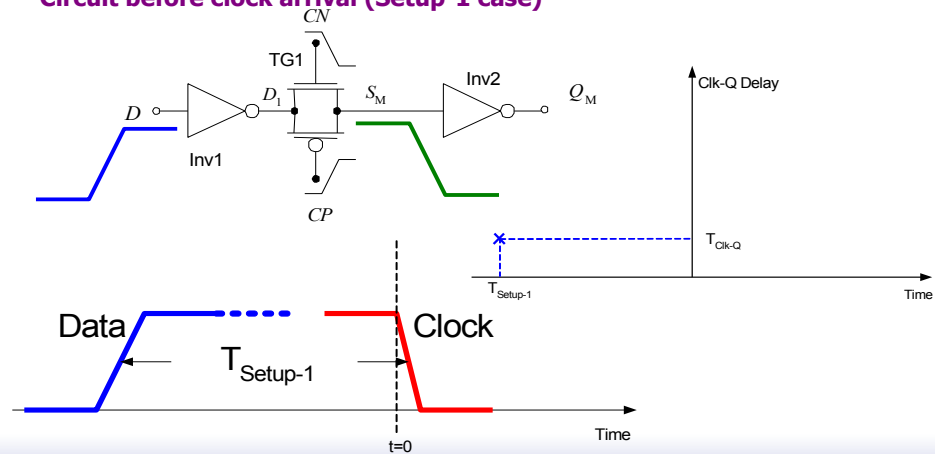 Circuit before clock arrival (Setup-1 case)
CN
TG1
Inv2
D
D1
SM
QM
Inv1
CP
Clk-Q Delay
TClk-Q
TSetup-1
Time
Data
Clock
TSetup-1
Time
t=0